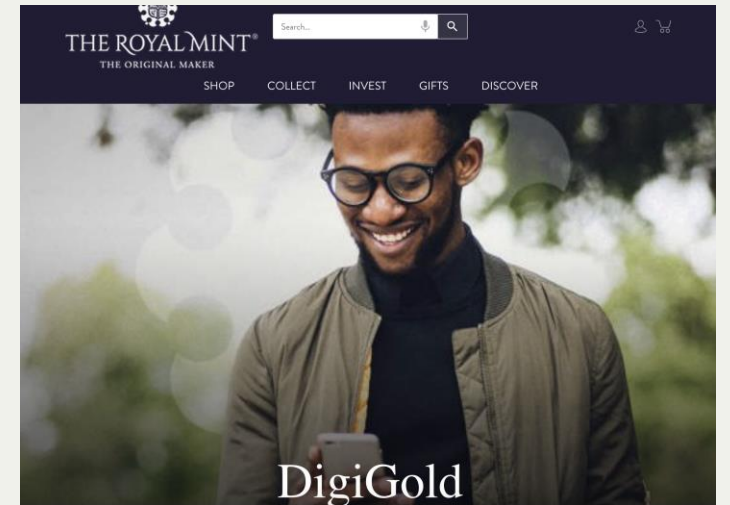 Search...
THE ROYAL MINT®
THE ORIGINAL MAKER
SHOP COLLECT INVEST GIFTS DISCOVER
DigiGold